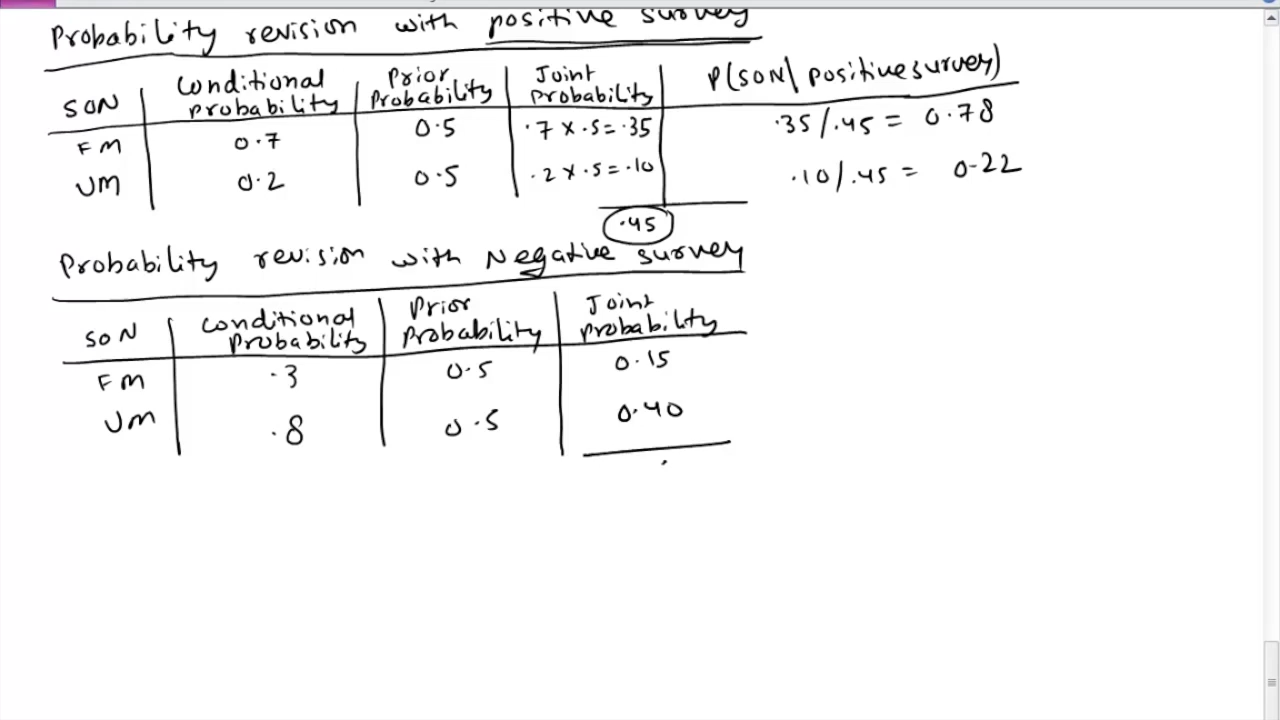 Probability revision with positive survey
SON Conditional Probability Prior Probability Joint Probability P(SON | positive survey)
FM 0.7 0.5 .7 × .5 = .35 .35/.45 = 0.78
UM 0.2 0.5 .2 × .5 = .10 .10/.45 = 0.22
.45
Probability revision with Negative survey
SON Conditional Probability Prior Probability Joint Probability
FM .3 0.5 0.15
UM .8 0.5 0.40